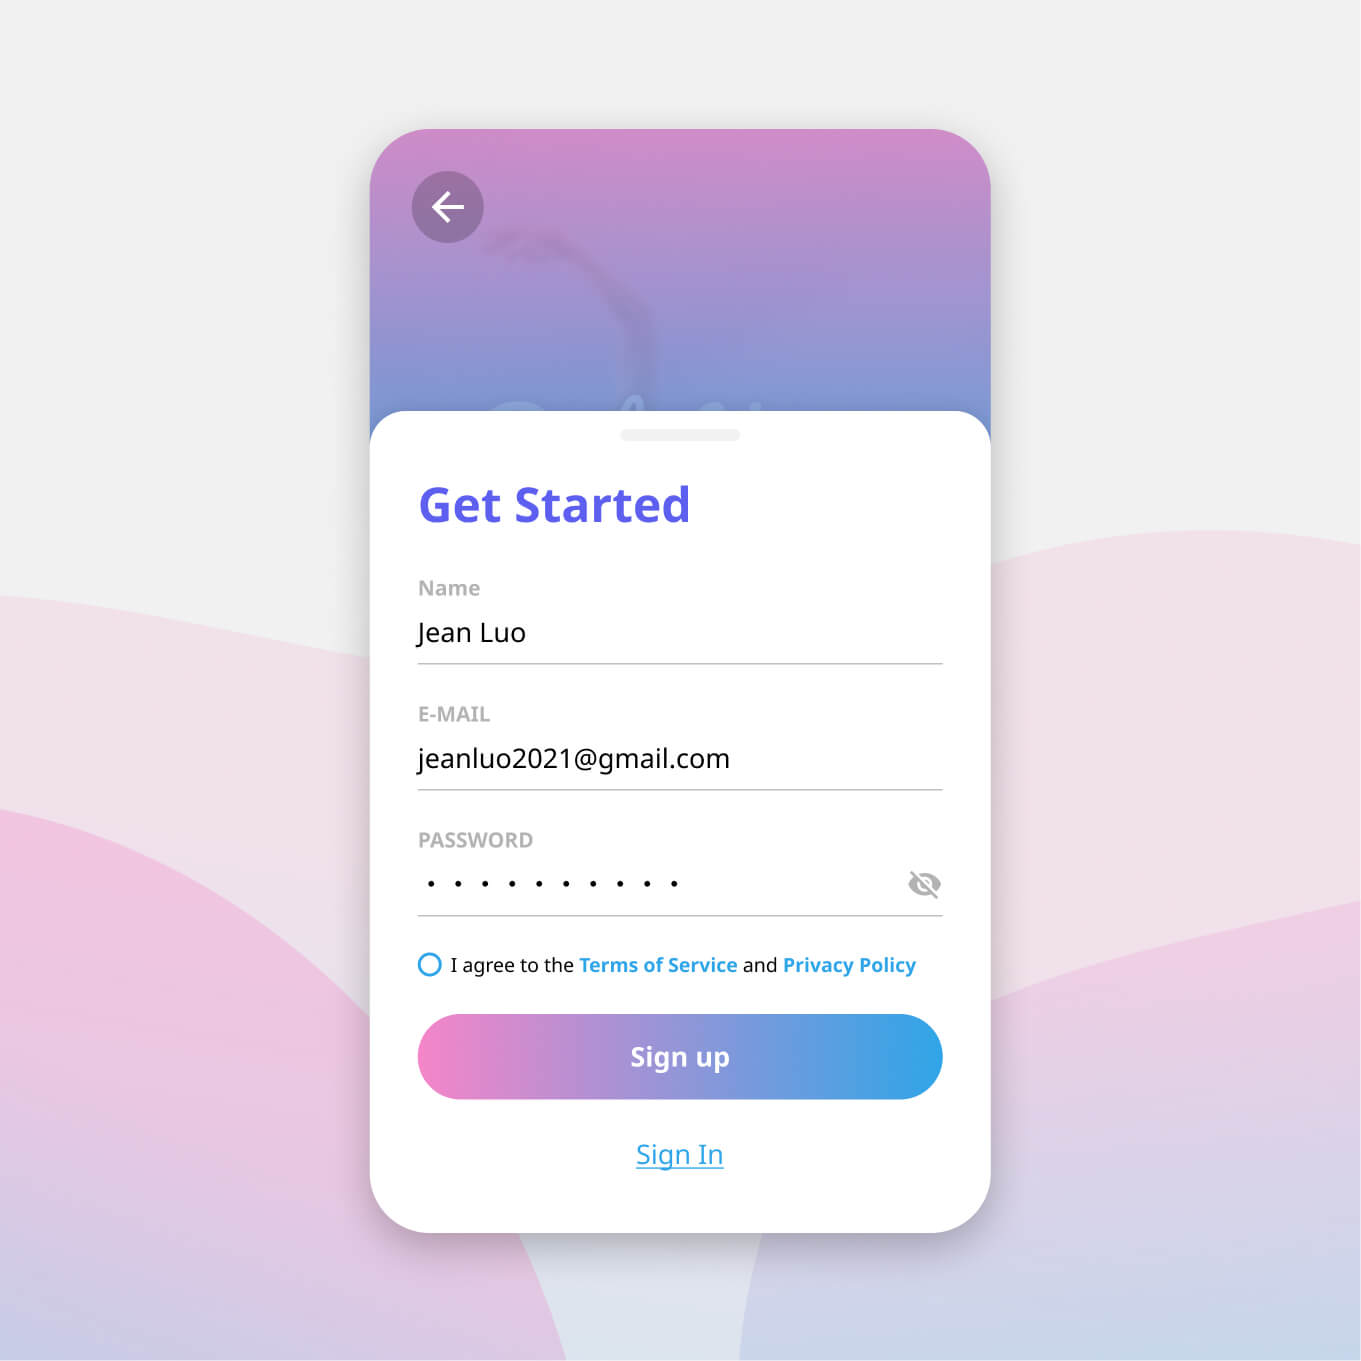 Get Started
Name
Jean Luo
E-MAIL
jeanluo2021@gmail.com
PASSWORD
I agree to the Terms of Service and Privacy Policy
Sign up
Sign In